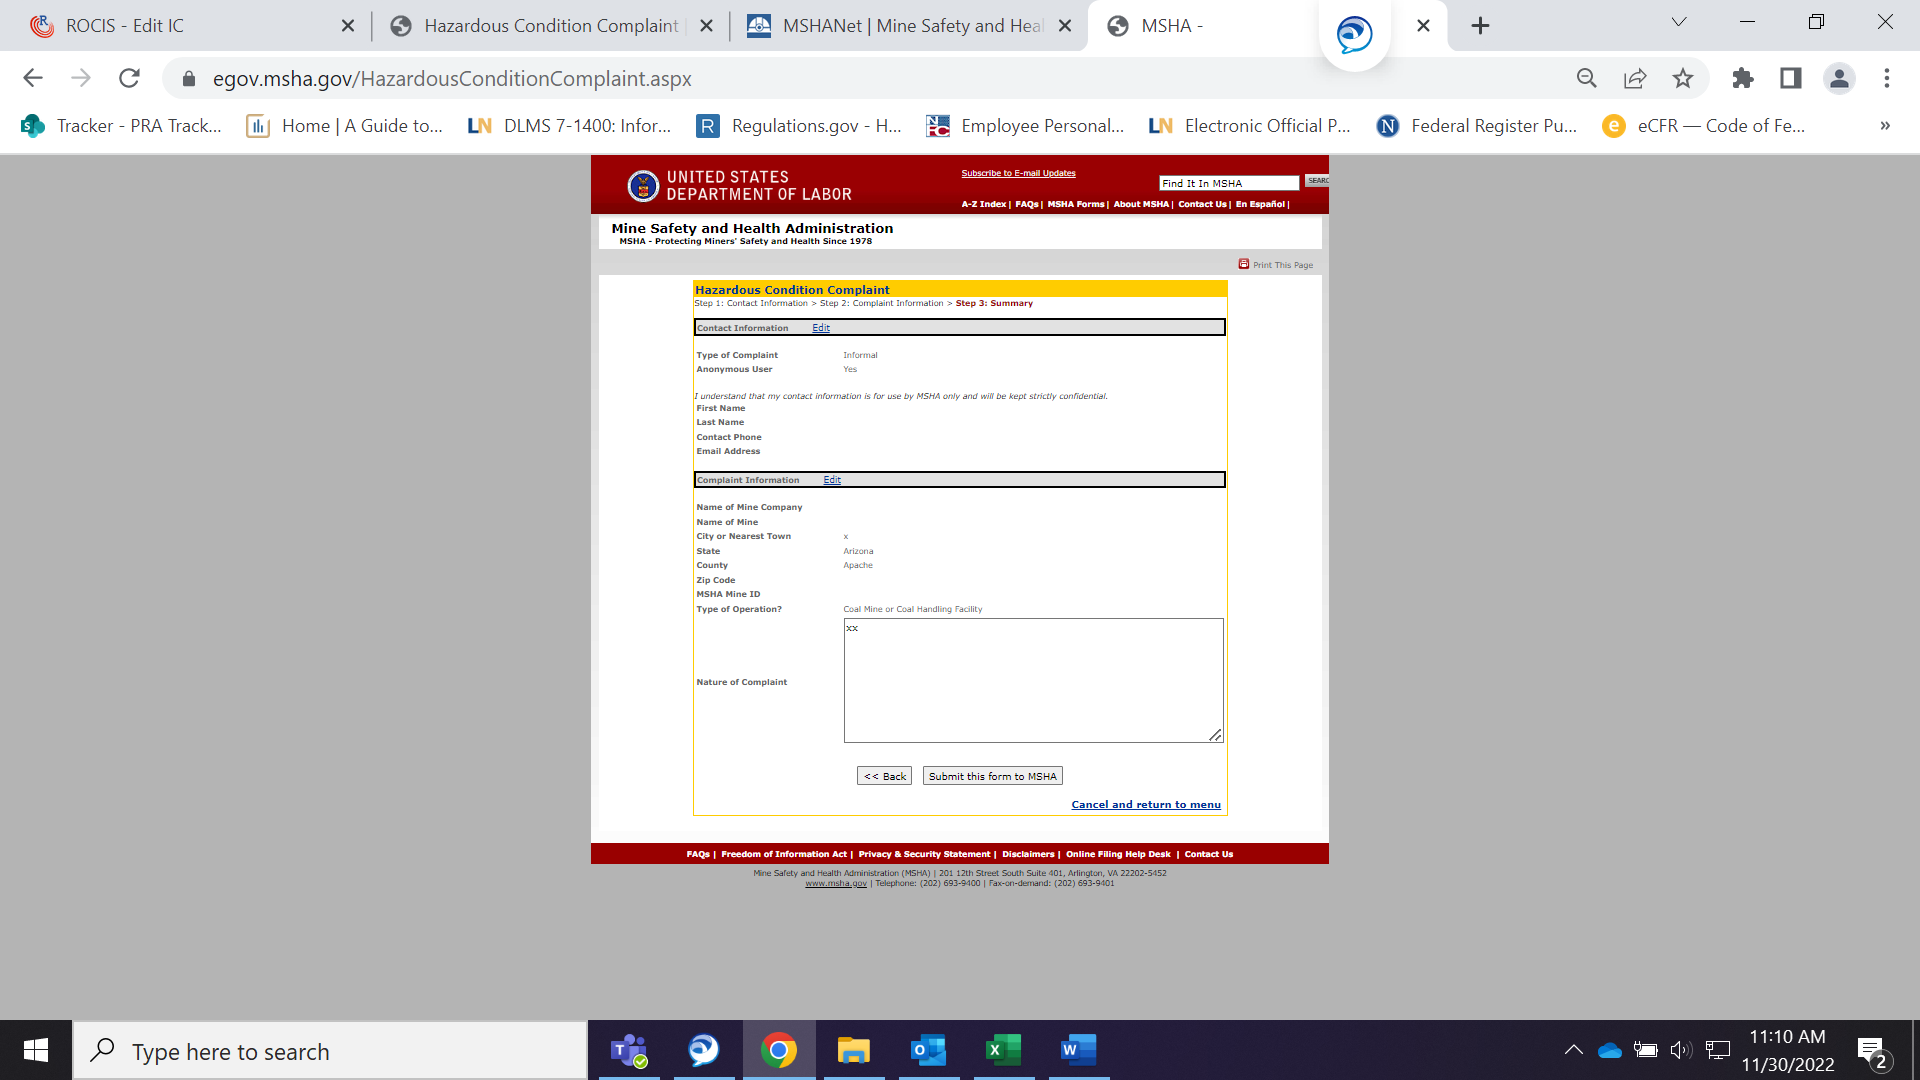 ROCIS - Edit IC
Hazardous Condition Complaint |
MSHANet | Mine Safety and Heal
MSHA -
egov.msha.gov/HazardousConditionComplaint.aspx
Tracker - PRA Track...
Home | A Guide to...
LN DLMS 7-1400: Infor...
R Regulations.gov - H...
Employee Personal...
LN Electronic Official P...
N Federal Register Pu...
e eCFR — Code of Fe...
»
UNITED STATES
DEPARTMENT OF LABOR
Subscribe to E-mail Updates
Find It In MSHA
SEARC
A-Z Index | FAQs | MSHA Forms | About MSHA | Contact Us | En Español |
Mine Safety and Health Administration
MSHA - Protecting Miners' Safety and Health Since 1978
Print This Page
Hazardous Condition Complaint
Step 1: Contact Information > Step 2: Complaint Information > Step 3: Summary
Contact Information Edit
Type of Complaint Informal
Anonymous User Yes
I understand that my contact information is for use by MSHA only and will be kept strictly confidential.
First Name
Last Name
Contact Phone
Email Address
Complaint Information Edit
Name of Mine Company
Name of Mine
City or Nearest Town x
State Arizona
County Apache
Zip Code
MSHA Mine ID
Type of Operation? Coal Mine or Coal Handling Facility
xx
Nature of Complaint
<< Back Submit this form to MSHA
Cancel and return to menu
FAQs | Freedom of Information Act | Privacy & Security Statement | Disclaimers | Online Filing Help Desk | Contact Us
Mine Safety and Health Administration (MSHA) | 201 12th Street South Suite 401, Arlington, VA 22202-5452
www.msha.gov | Telephone: (202) 693-9400 | Fax-on-demand: (202) 693-9401
Type here to search
11:10 AM
11/30/2022
2